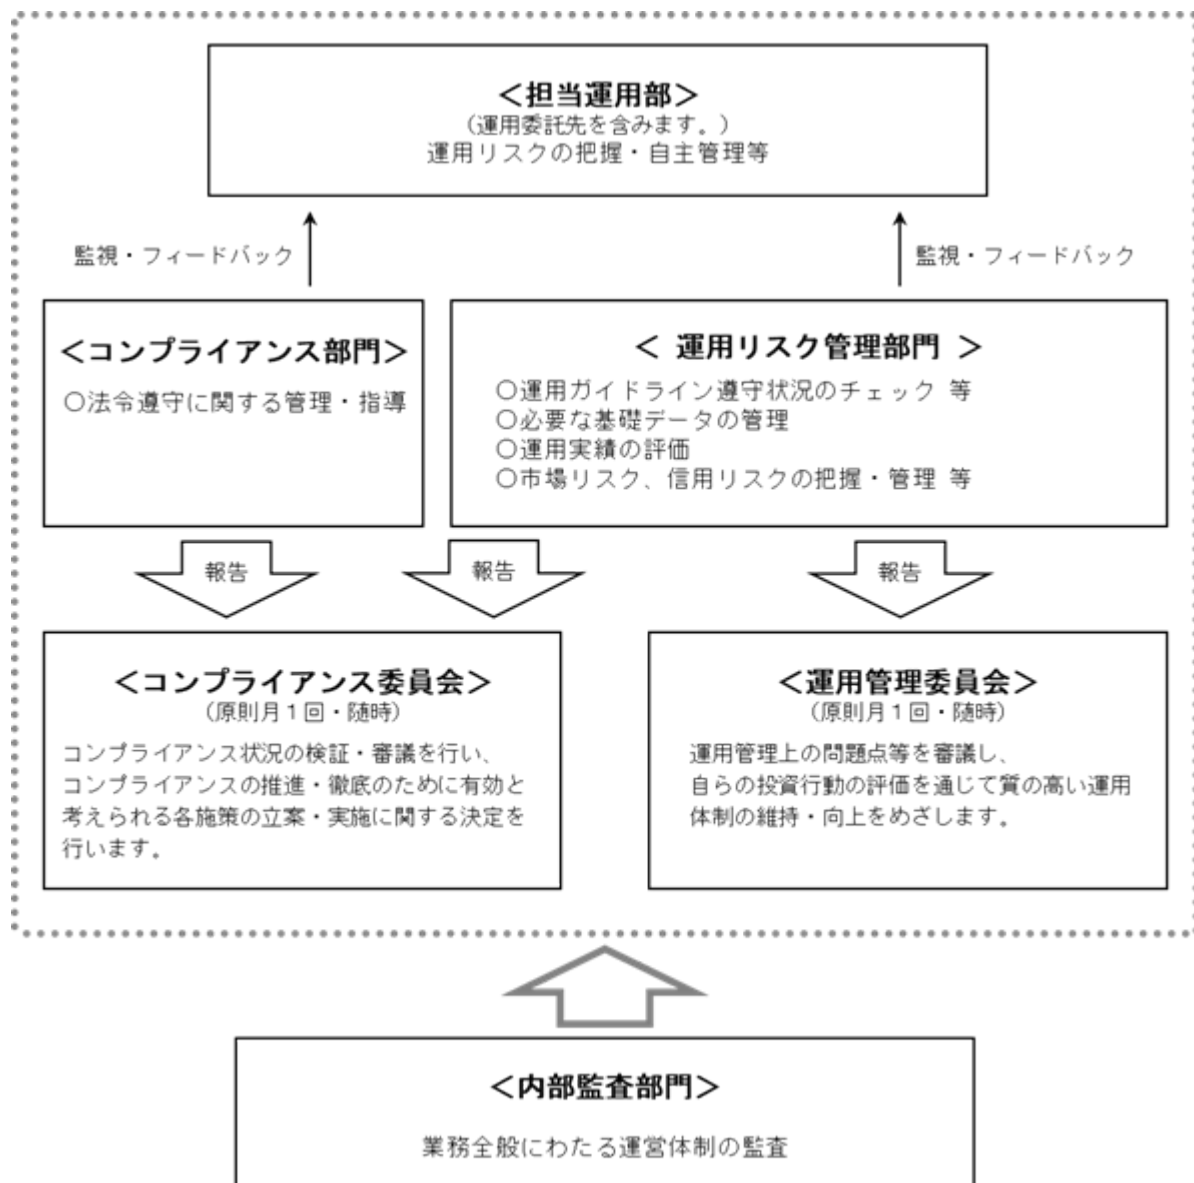 ＜担当運用部＞
（運用委託先を含みます。）
運用リスクの把握・自主管理等
監視・フィードバック
監視・フィードバック
＜コンプライアンス部門＞
○法令遵守に関する管理・指導
＜ 運用リスク管理部門 ＞
○運用ガイドライン遵守状況のチェック 等
○必要な基礎データの管理
○運用実績の評価
○市場リスク、信用リスクの把握・管理 等
報告
報告
報告
＜コンプライアンス委員会＞
（原則月１回・随時）
コンプライアンス状況の検証・審議を行い、
コンプライアンスの推進・徹底のために有効と
考えられる各施策の立案・実施に関する決定を
行います。
＜運用管理委員会＞
（原則月１回・随時）
運用管理上の問題点等を審議し、
自らの投資行動の評価を通じて質の高い運用
体制の維持・向上をめざします。
＜内部監査部門＞
業務全般にわたる運営体制の監査